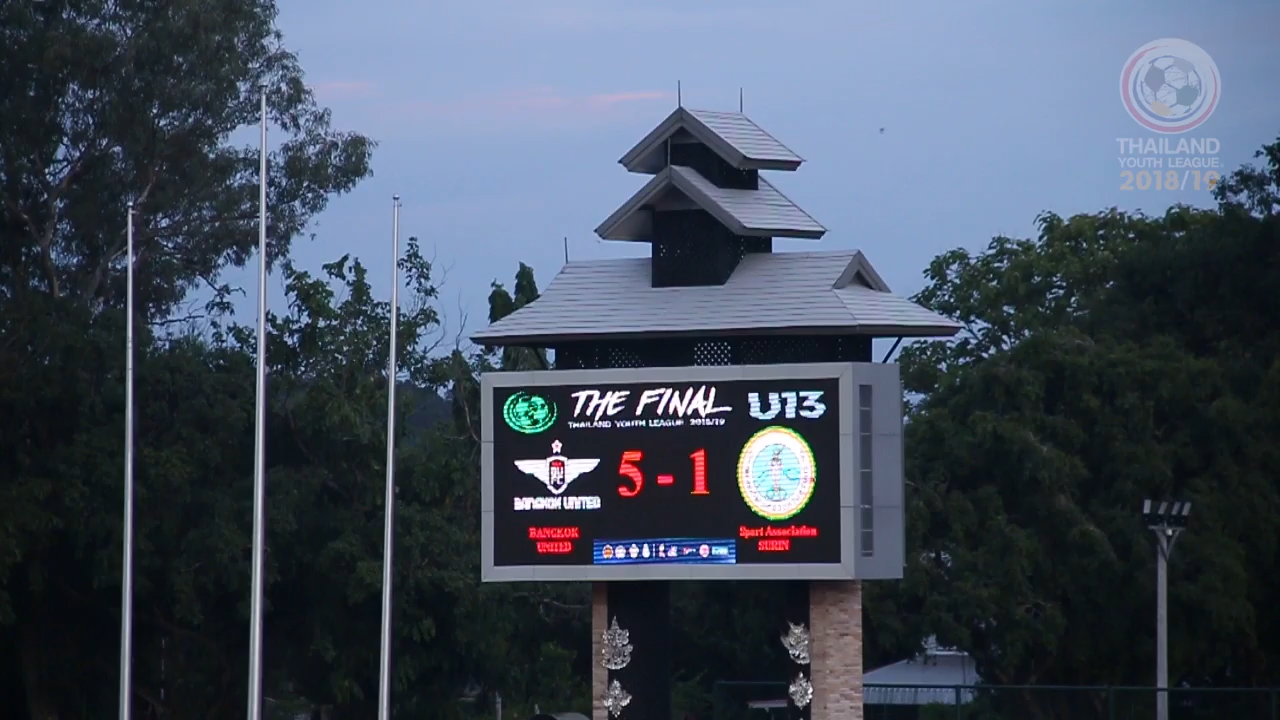 THAILAND
YOUTH LEAGUE
2018/19
THE FINAL U13
THAILAND YOUTH LEAGUE 2018/19
5 - 1
BANGKOK UNITED
BANGKOK
UNITED
Sport Association
SURIN